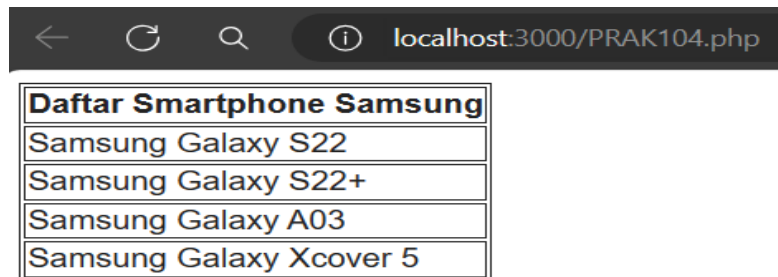 localhost:3000/PRAK104.php
Daftar Smartphone Samsung
Samsung Galaxy S22
Samsung Galaxy S22+
Samsung Galaxy A03
Samsung Galaxy Xcover 5